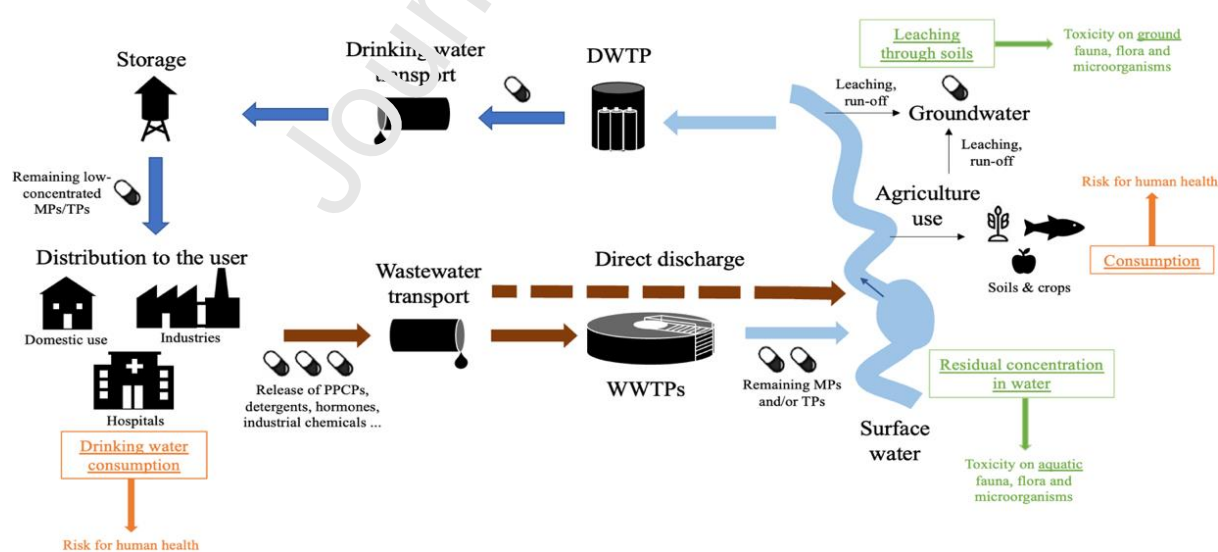 Journ
Storage
Drinking water
transport
DWTP
Leaching
through soils
Toxicity on ground
fauna, flora and
microorganisms
Leaching,
run-off
Groundwater
Leaching,
run-off
Remaining low-
concentrated
MPs/TPs
Agriculture
use
Risk for human health
Soils & crops
Consumption
Distribution to the user
Domestic use
Industries
Hospitals
Wastewater
transport
Direct discharge
Release of PPCPs,
detergents, hormones,
industrial chemicals ...
WWTPs
Remaining MPs
and/or TPs
Surface
water
Residual concentration
in water
Toxicity on aquatic
fauna, flora and
microorganisms
Drinking water
consumption
Risk for human health